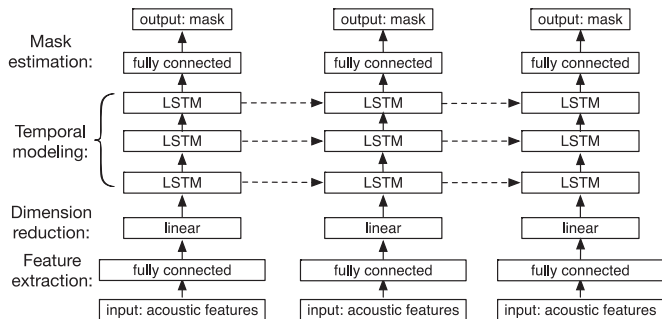 output: mask output: mask output: mask
Mask
estimation: fully connected fully connected fully connected
LSTM LSTM LSTM
Temporal
modeling: LSTM LSTM LSTM
LSTM LSTM LSTM
Dimension
reduction: linear linear linear
Feature
extraction: fully connected fully connected fully connected
input: acoustic features input: acoustic features input: acoustic features